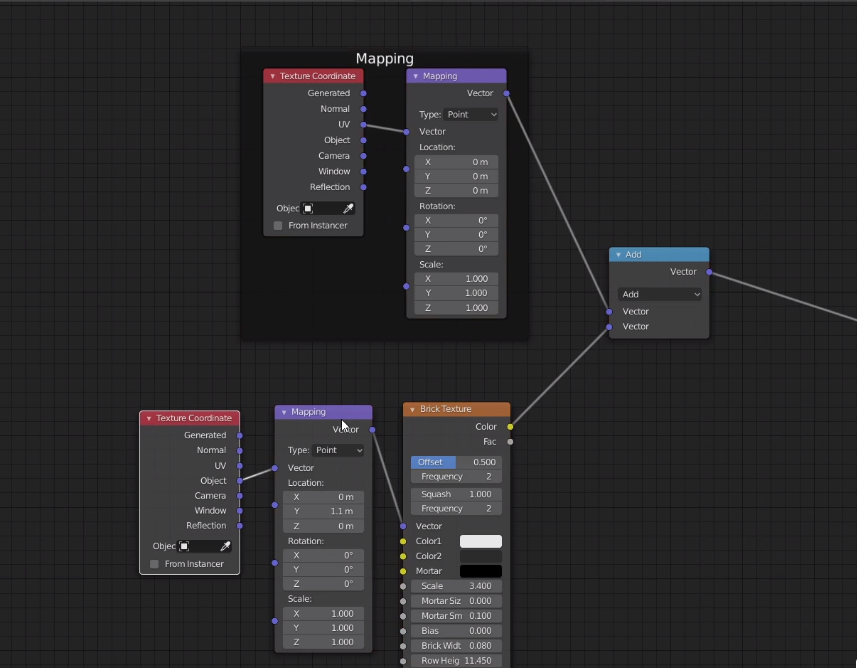 Mapping
Texture Coordinate
Generated
Normal
UV
Object
Camera
Window
Reflection
Objec
From Instancer
Mapping
Vector
Type: Point
Vector
Location:
X 0 m
Y 0 m
Z 0 m
Rotation:
X 0°
Y 0°
Z 0°
Scale:
X 1.000
Y 1.000
Z 1.000
Add
Vector
Add
Vector
Vector
Texture Coordinate
Generated
Normal
UV
Object
Camera
Window
Reflection
Objec
From Instancer
Mapping
Vector
Type: Point
Vector
Location:
X 0 m
Y 1.1 m
Z 0 m
Rotation:
X 0°
Y 0°
Z 0°
Scale:
X 1.000
Y 1.000
Z 1.000
Brick Texture
Color
Fac
Offset 0.500
Frequency 2
Squash 1.000
Frequency 2
Vector
Color1
Color2
Mortar
Scale 3.400
Mortar Siz 0.000
Mortar Sm 0.100
Bias 0.000
Brick Widt 0.080
Row Heig 11.450